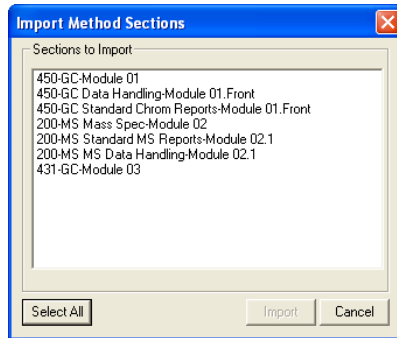 Import Method Sections
Sections to Import
450-GC-Module 01
450-GC Data Handling-Module 01.Front
450-GC Standard Chrom Reports-Module 01.Front
200-MS Mass Spec-Module 02
200-MS Standard MS Reports-Module 02.1
200-MS MS Data Handling-Module 02.1
431-GC-Module 03
Select All Import Cancel